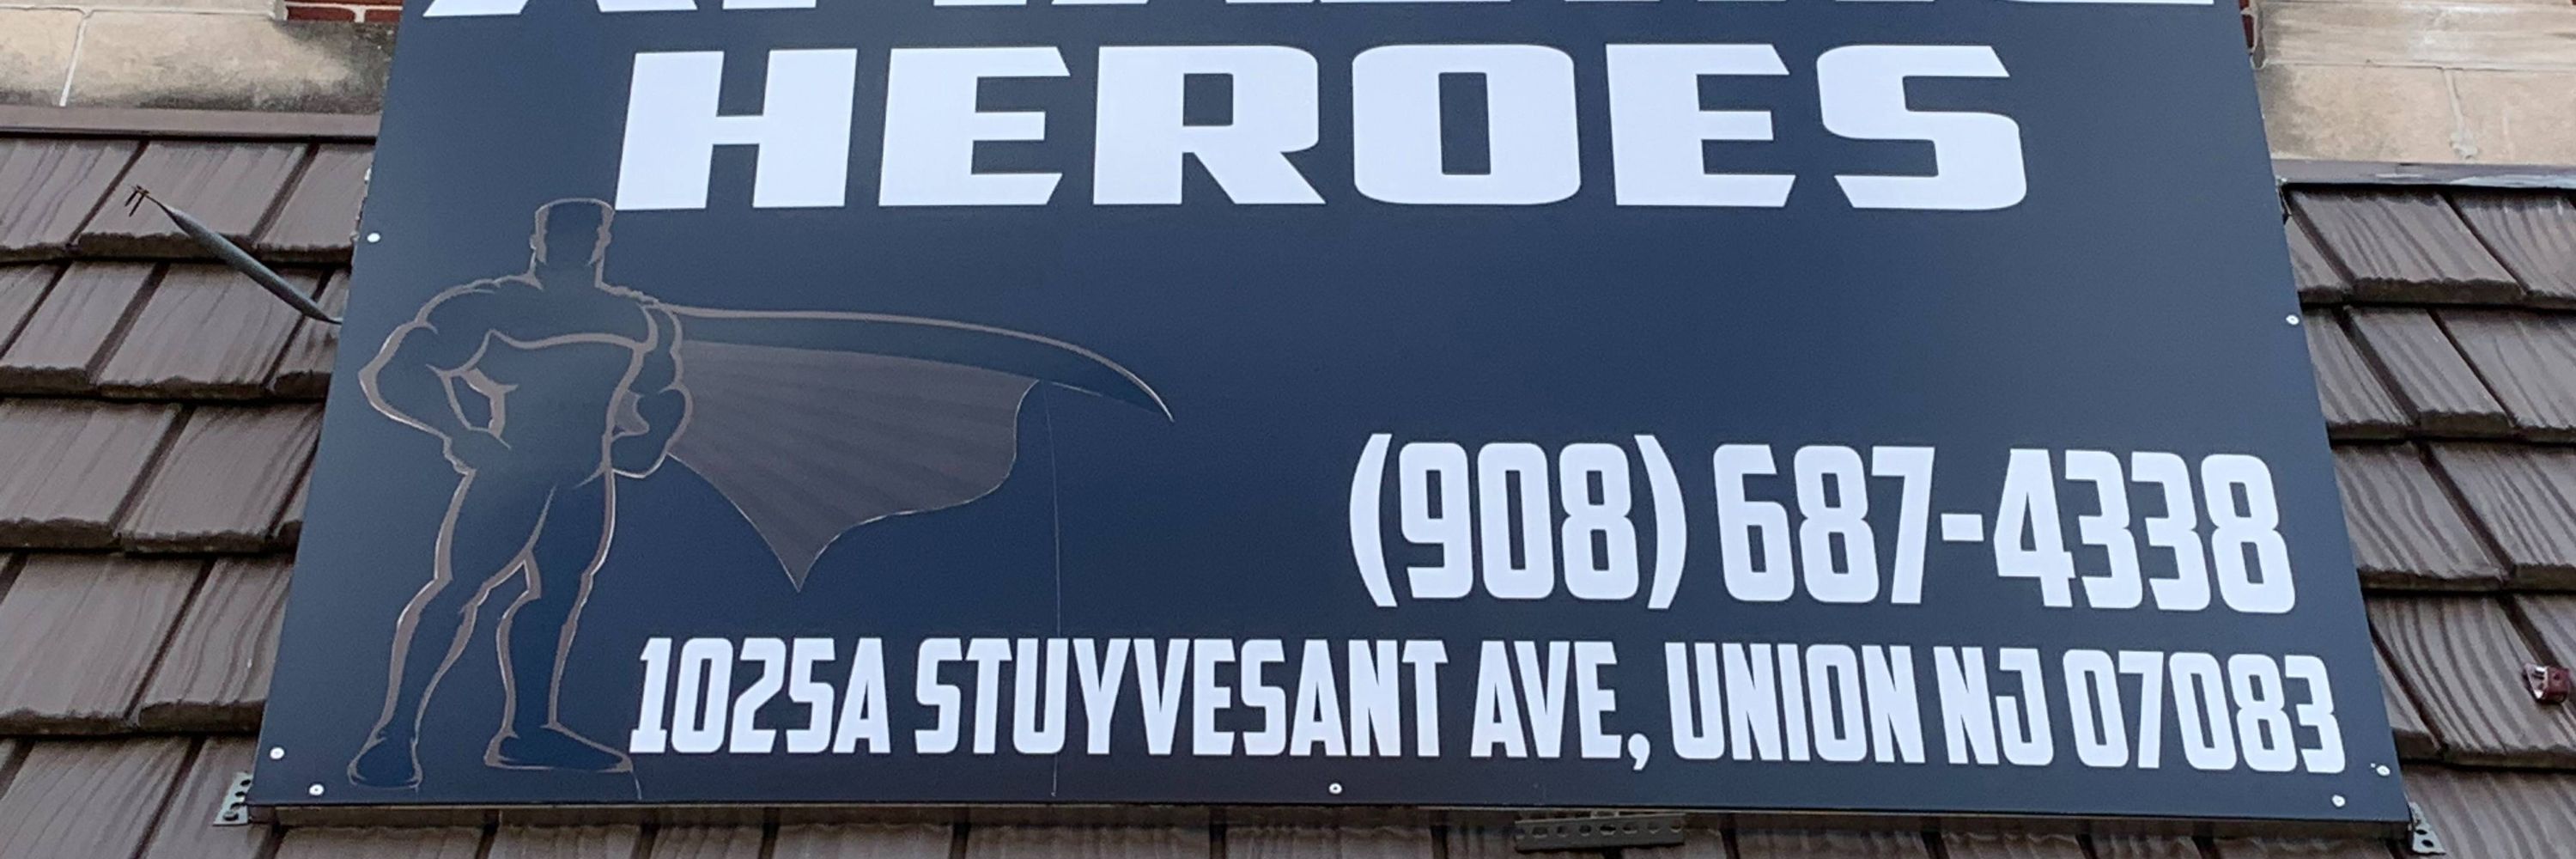 HEROES
(908) 687-4338
1025A STUYVESANT AVE, UNION NJ 07083